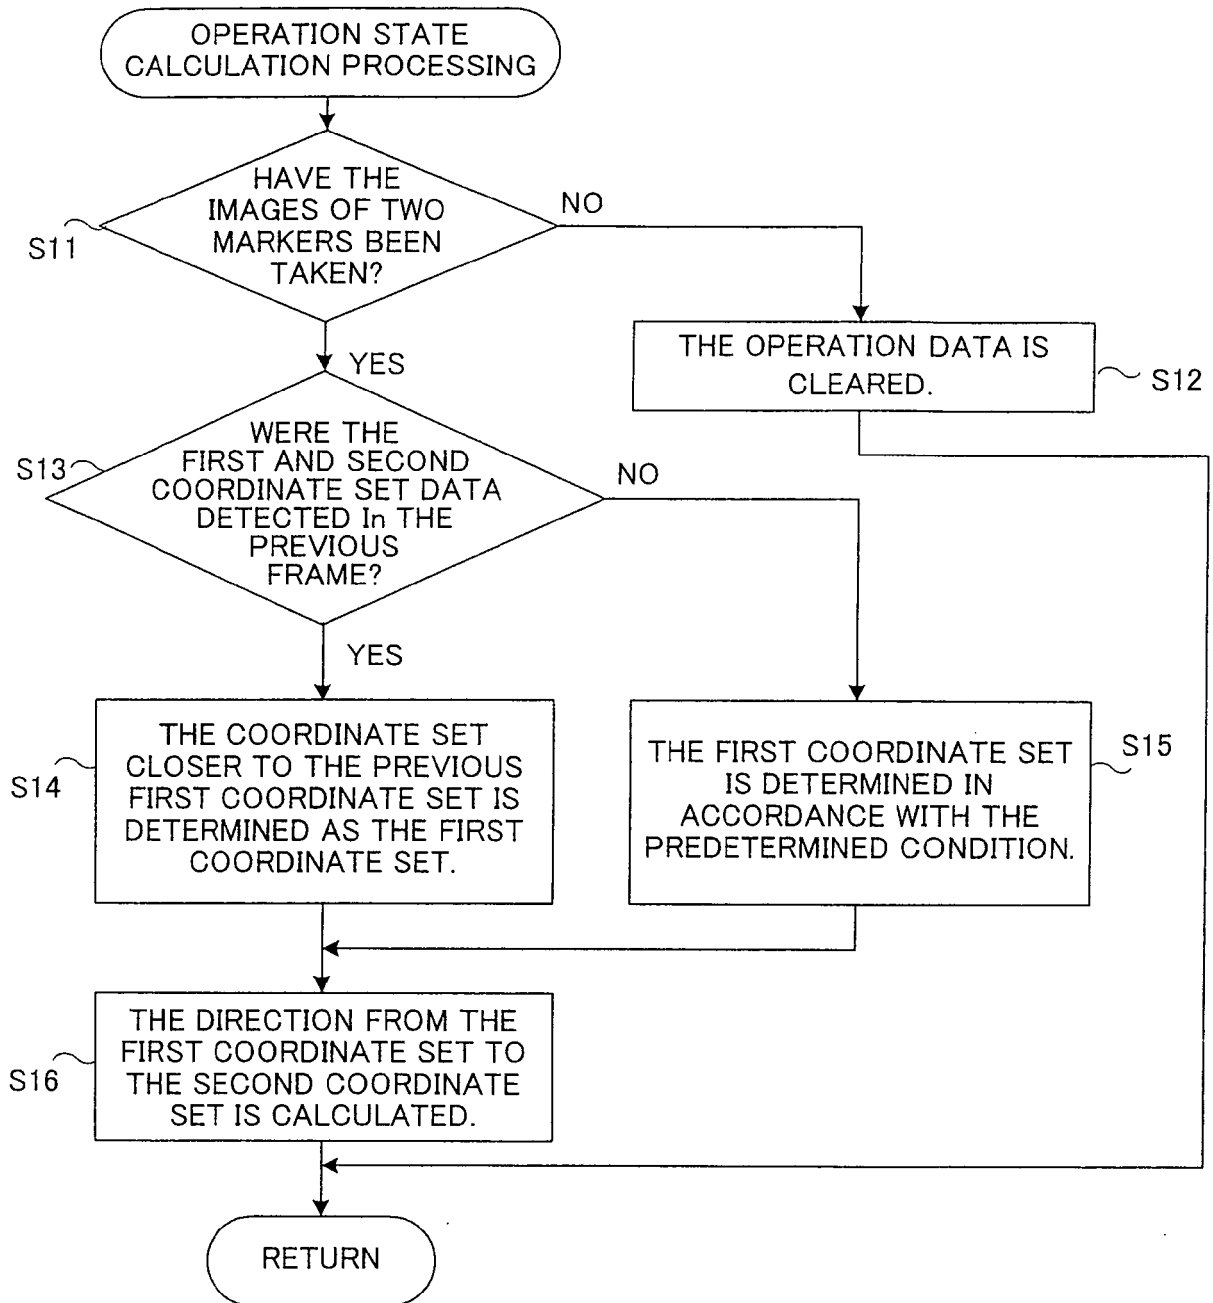 OPERATION STATE
CALCULATION PROCESSING
HAVE THE
IMAGES OF TWO
MARKERS BEEN
TAKEN?
S11
NO
YES
THE OPERATION DATA IS
CLEARED.
S12
WERE THE
FIRST AND SECOND
COORDINATE SET DATA
DETECTED In THE
PREVIOUS
FRAME?
S13
NO
YES
THE COORDINATE SET
CLOSER TO THE PREVIOUS
FIRST COORDINATE SET IS
DETERMINED AS THE FIRST
COORDINATE SET.
S14
THE FIRST COORDINATE SET
IS DETERMINED IN
ACCORDANCE WITH THE
PREDETERMINED CONDITION.
S15
THE DIRECTION FROM THE
FIRST COORDINATE SET TO
THE SECOND COORDINATE
SET IS CALCULATED.
S16
RETURN